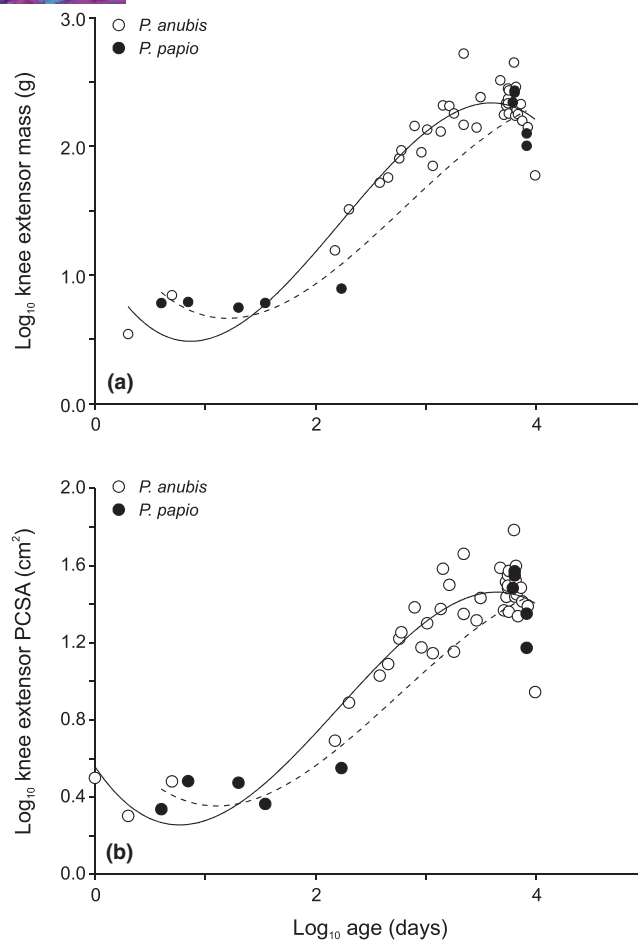 3.0
P. anubis
P. papio
2.0
1.0
0.0
Log10 knee extensor mass (g)
(a)
0
2
4
2.0
P. anubis
P. papio
1.6
1.2
0.8
0.4
0.0
Log10 knee extensor PCSA (cm2)
(b)
0
2
4
Log10 age (days)